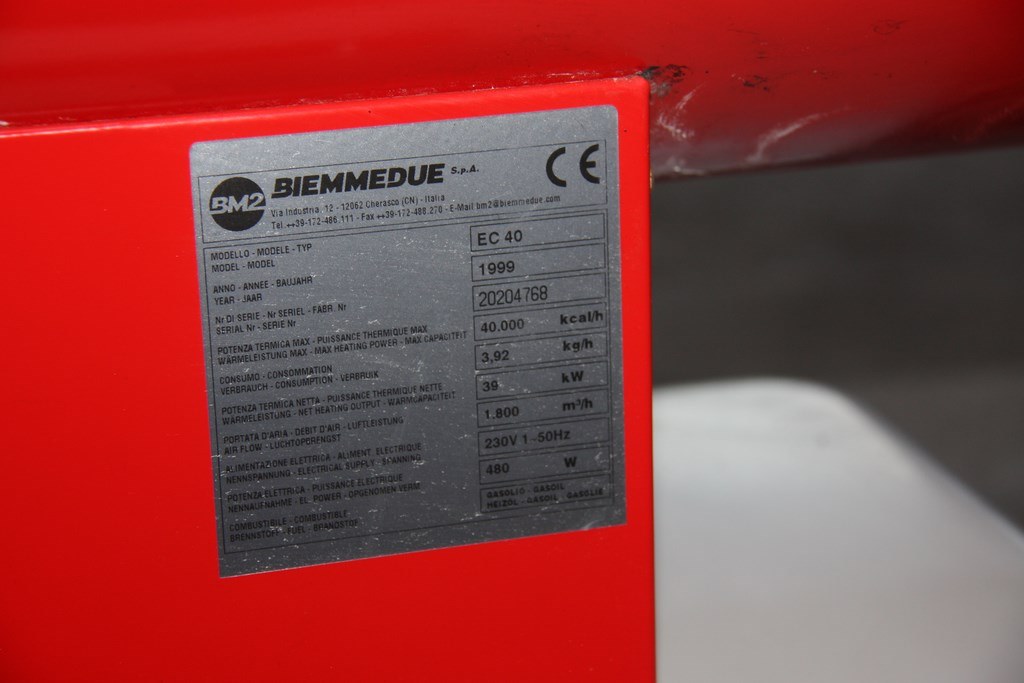 BM2 BIEMMEDUE S.p.A. CE
Via Industria, 12 - 12062 Cherasco (CN) - Italia
Tel. ++39-172-486.111 - Fax ++39-172-488.270 - E-Mail bm2@biemmedue.com
MODELLO - MODELE - TYP
MODEL - MODEL
EC 40
ANNO - ANNEE - BAUJAHR
YEAR - JAAR
1999
Nr DI SERIE - Nr SERIEL - FABR. Nr
SERIAL Nr - SERIE Nr
20204768
POTENZA TERMICA MAX - PUISSANCE THERMIQUE MAX
WÄRMELEISTUNG MAX - MAX HEATING POWER - MAX CAPACITEIT
40.000 kcal/h
CONSUMO - CONSOMMATION
VERBRAUCH - CONSUMPTION - VERBRUIK
3,92 kg/h
POTENZA TERMICA NETTA - PUISSANCE THERMIQUE NETTE
WÄRMELEISTUNG - NET HEATING OUTPUT - WARMCAPACITEIT
39 kW
PORTATA D'ARIA - DEBIT D'AIR - LUFTLEISTUNG
AIR FLOW - LUCHTOPDRENGST
1.800 m³/h
ALIMENTAZIONE ELETTRICA - ALIMENT. ELECTRIQUE
NENNSPANNUNG - ELECTRICAL SUPPLY - SPANNING
230V 1~50Hz
POTENZA ELETTRICA - PUISSANCE ELECTRIQUE
NENNAUFNAHME - EL. POWER - OPGENOMEN VERM
480 W
COMBUSTIBILE - COMBUSTIBLE
BRENNSTOFF - FUEL - BRANDSTOF
GASOLIO - GASOIL
HEIZOL - GASOIL - GASOLIE